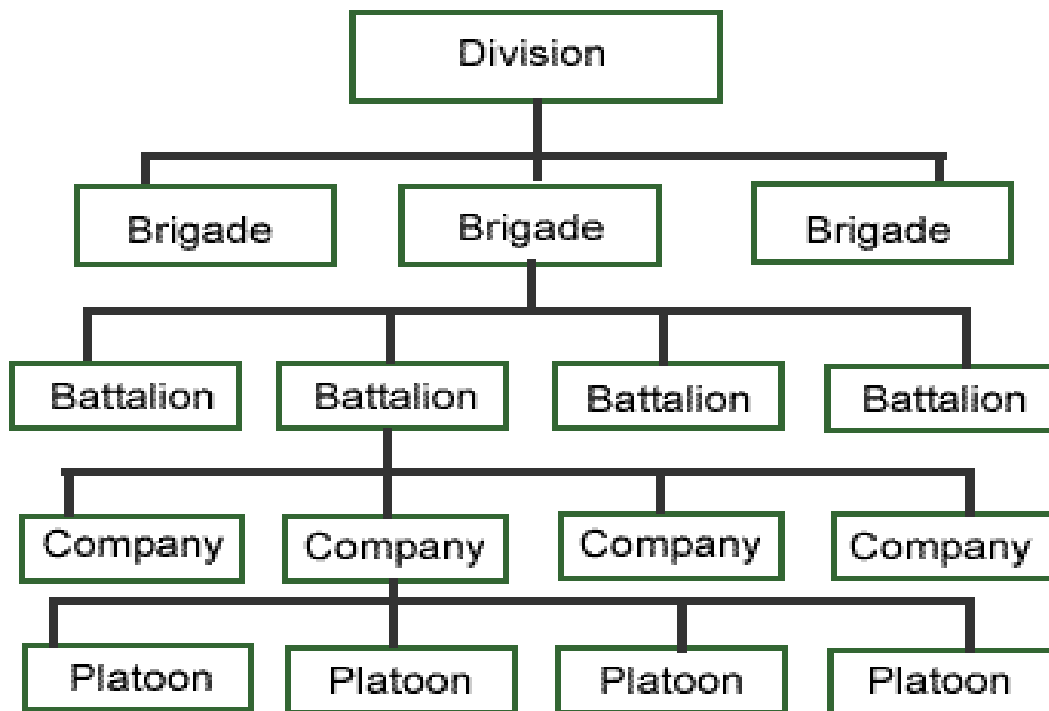 Division
Brigade Brigade Brigade
Battalion Battalion Battalion Battalion
Company Company Company Company
Platoon Platoon Platoon Platoon